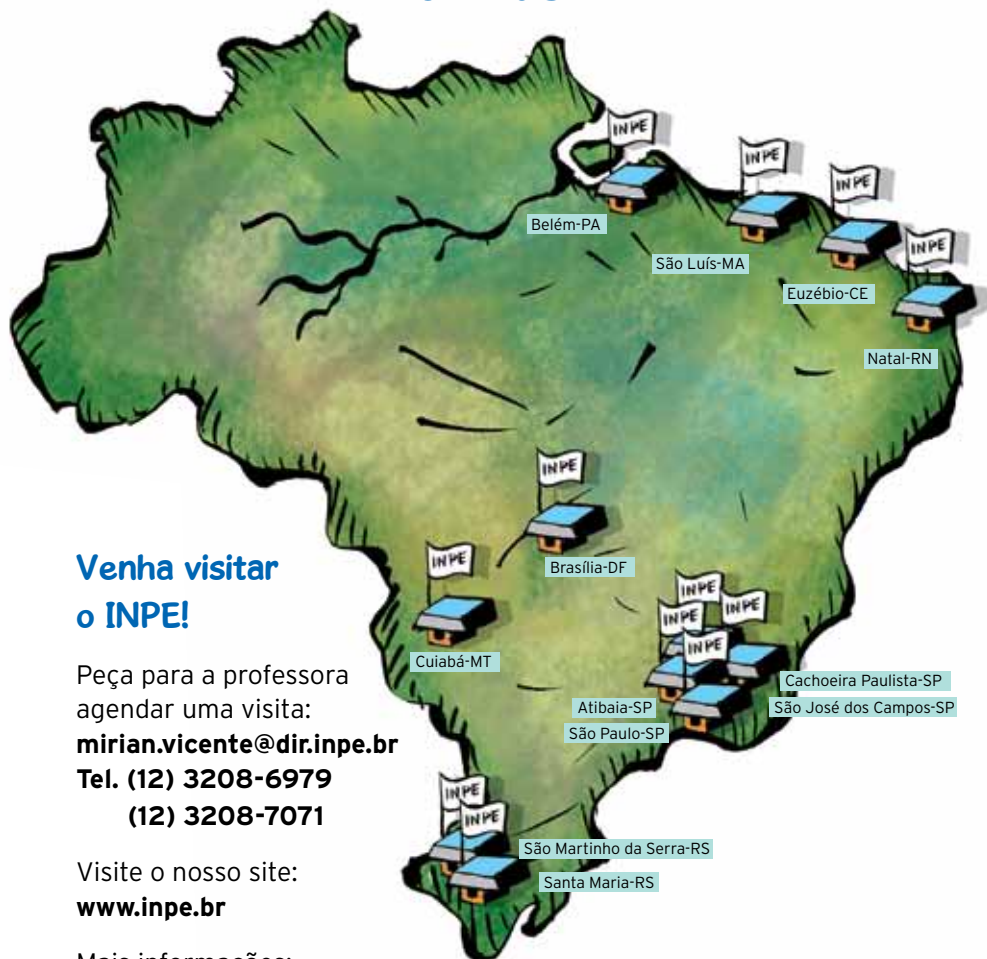 INPE
INPE
INPE
INPE
Belém-PA
São Luís-MA
Euzébio-CE
Natal-RN
INPE
Brasília-DF
INPE
Cuiabá-MT
INPE
INPE
INPE
INPE
Cachoeira Paulista-SP
Atibaia-SP
São José dos Campos-SP
São Paulo-SP
INPE
INPE
São Martinho da Serra-RS
Santa Maria-RS
Venha visitar
o INPE!
Peça para a professora
agendar uma visita:
mirian.vicente@dir.inpe.br
Tel. (12) 3208-6979
(12) 3208-7071
Visite o nosso site:
www.inpe.br
Mais informações: